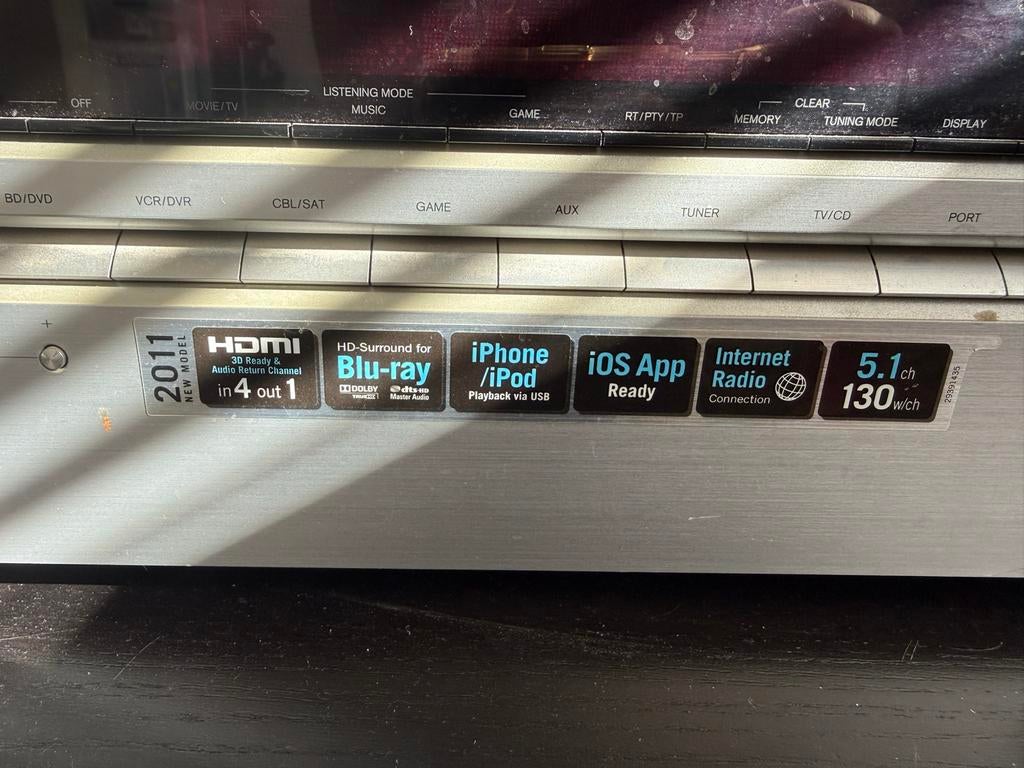 LISTENING MODE
CLEAR
OFF
MOVIE/TV
MUSIC
GAME
RT/PTY/TP
MEMORY
TUNING MODE
DISPLAY
BD/DVD
VCR/DVR
CBL/SAT
GAME
AUX
TUNER
TV/CD
PORT
+
2011
NEW MODEL
HDMI
3D Ready &
Audio Return Channel
in 4 out 1
HD-Surround for
Blu-ray
DOLBY
TRUEHD
dts-HD
Master Audio
iPhone
/iPod
Playback via USB
iOS App
Ready
Internet
Radio
Connection
5.1ch
130w/ch
29391435